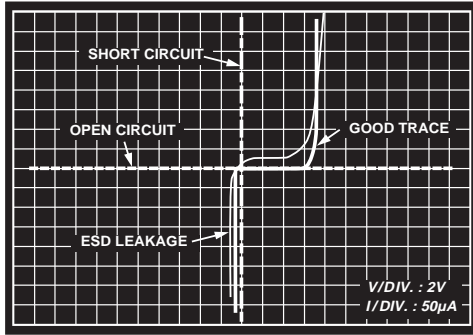 SHORT CIRCUIT
OPEN CIRCUIT
GOOD TRACE
ESD LEAKAGE
V/DIV. : 2V
I/DIV. : 50µA